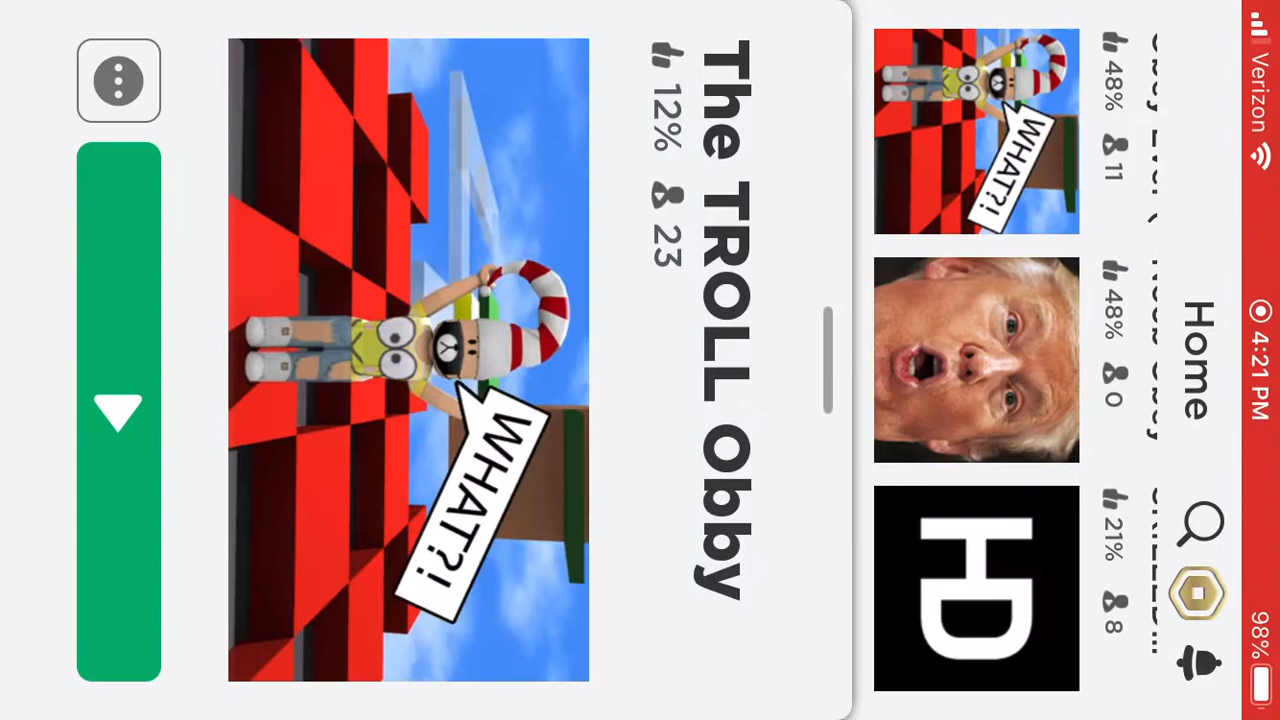 Verizon
4:21 PM
98%
Home
48%
11
48%
0
21%
8
WHAT?!
HD
The TROLL Obby
12%
23
WHAT?!